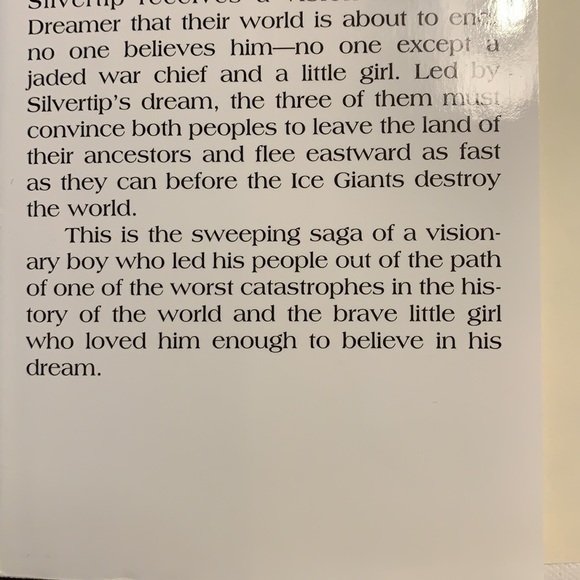 Silvertip receives a
Dreamer that their world is about to end,
no one believes him—no one except a
jaded war chief and a little girl. Led by
Silvertip's dream, the three of them must
convince both peoples to leave the land of
their ancestors and flee eastward as fast
as they can before the Ice Giants destroy
the world.
This is the sweeping saga of a vision-
ary boy who led his people out of the path
of one of the worst catastrophes in the his-
tory of the world and the brave little girl
who loved him enough to believe in his
dream.